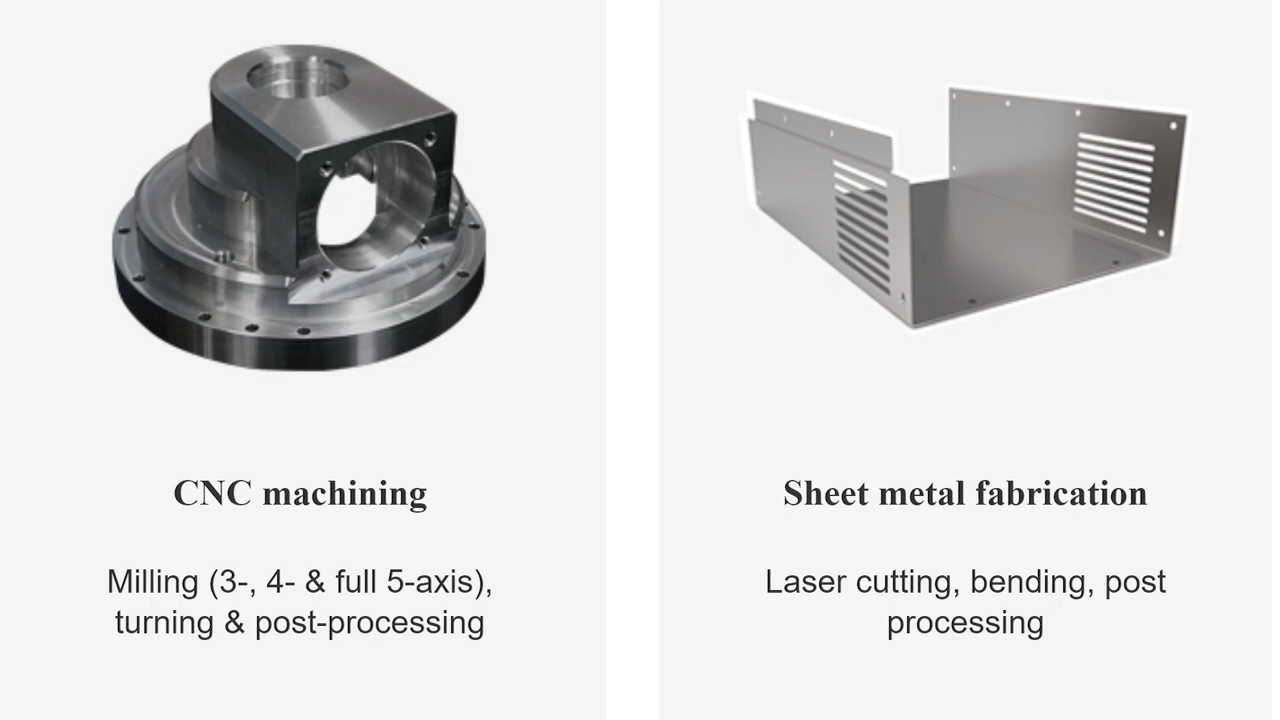 CNC machining
Milling (3-, 4- & full 5-axis),
turning & post-processing
Sheet metal fabrication
Laser cutting, bending, post
processing